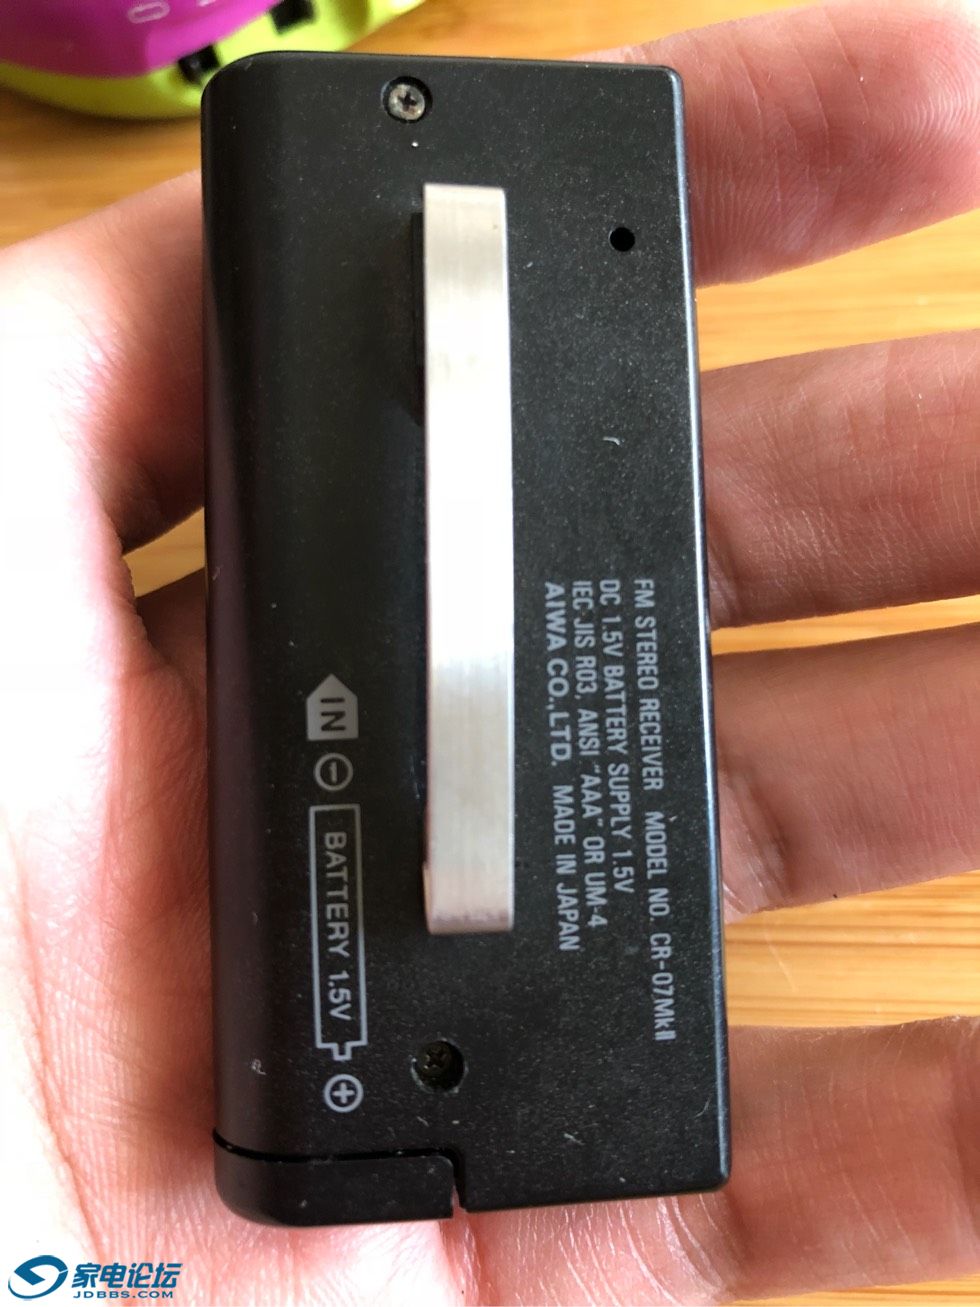 FM STEREO RECEIVER MODEL NO. CR-07MkII
DC 1.5V BATTERY SUPPLY 1.5V
IEC·JIS R03, ANSI "AAA" OR UM-4
AIWA CO.,LTD. MADE IN JAPAN
IN
BATTERY 1.5V
家电论坛
JDBBS.COM